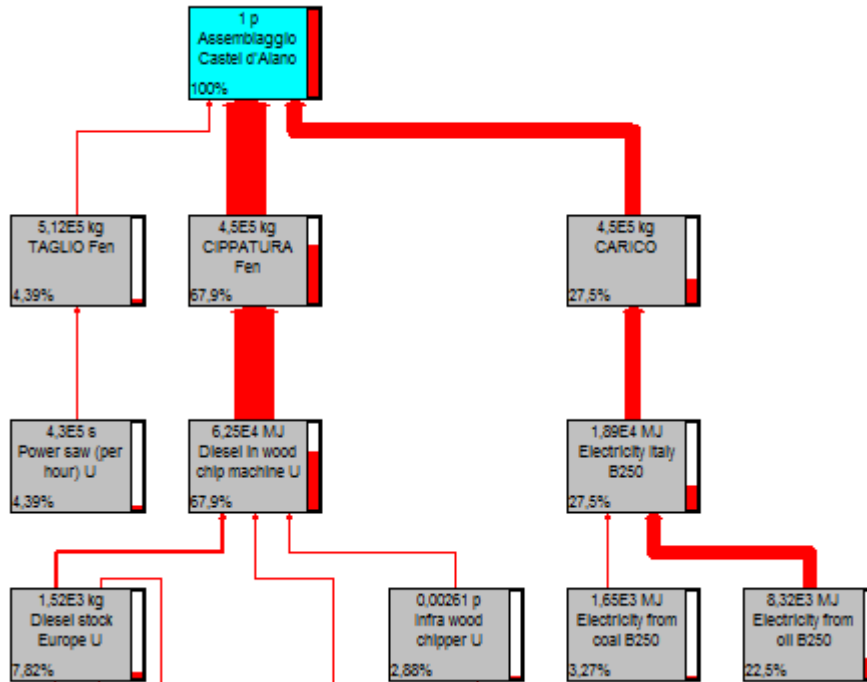 1 p
Assemblaggio
Castel d'Aiano
100%
5,12E5 kg
TAGLIO Fen
4,39%
4,5E5 kg
CIPPATURA
Fen
67,9%
4,5E5 kg
CARICO
27,5%
4,3E5 s
Power saw (per
hour) U
4,39%
6,25E4 MJ
Diesel in wood
chip machine U
67,9%
1,89E4 MJ
Electricity Italy
B250
27,5%
1,52E3 kg
Diesel stock
Europe U
7,82%
0,00261 p
Infra wood
chipper U
2,88%
1,65E3 MJ
Electricity from
coal B250
3,27%
8,32E3 MJ
Electricity from
oil B250
22,5%